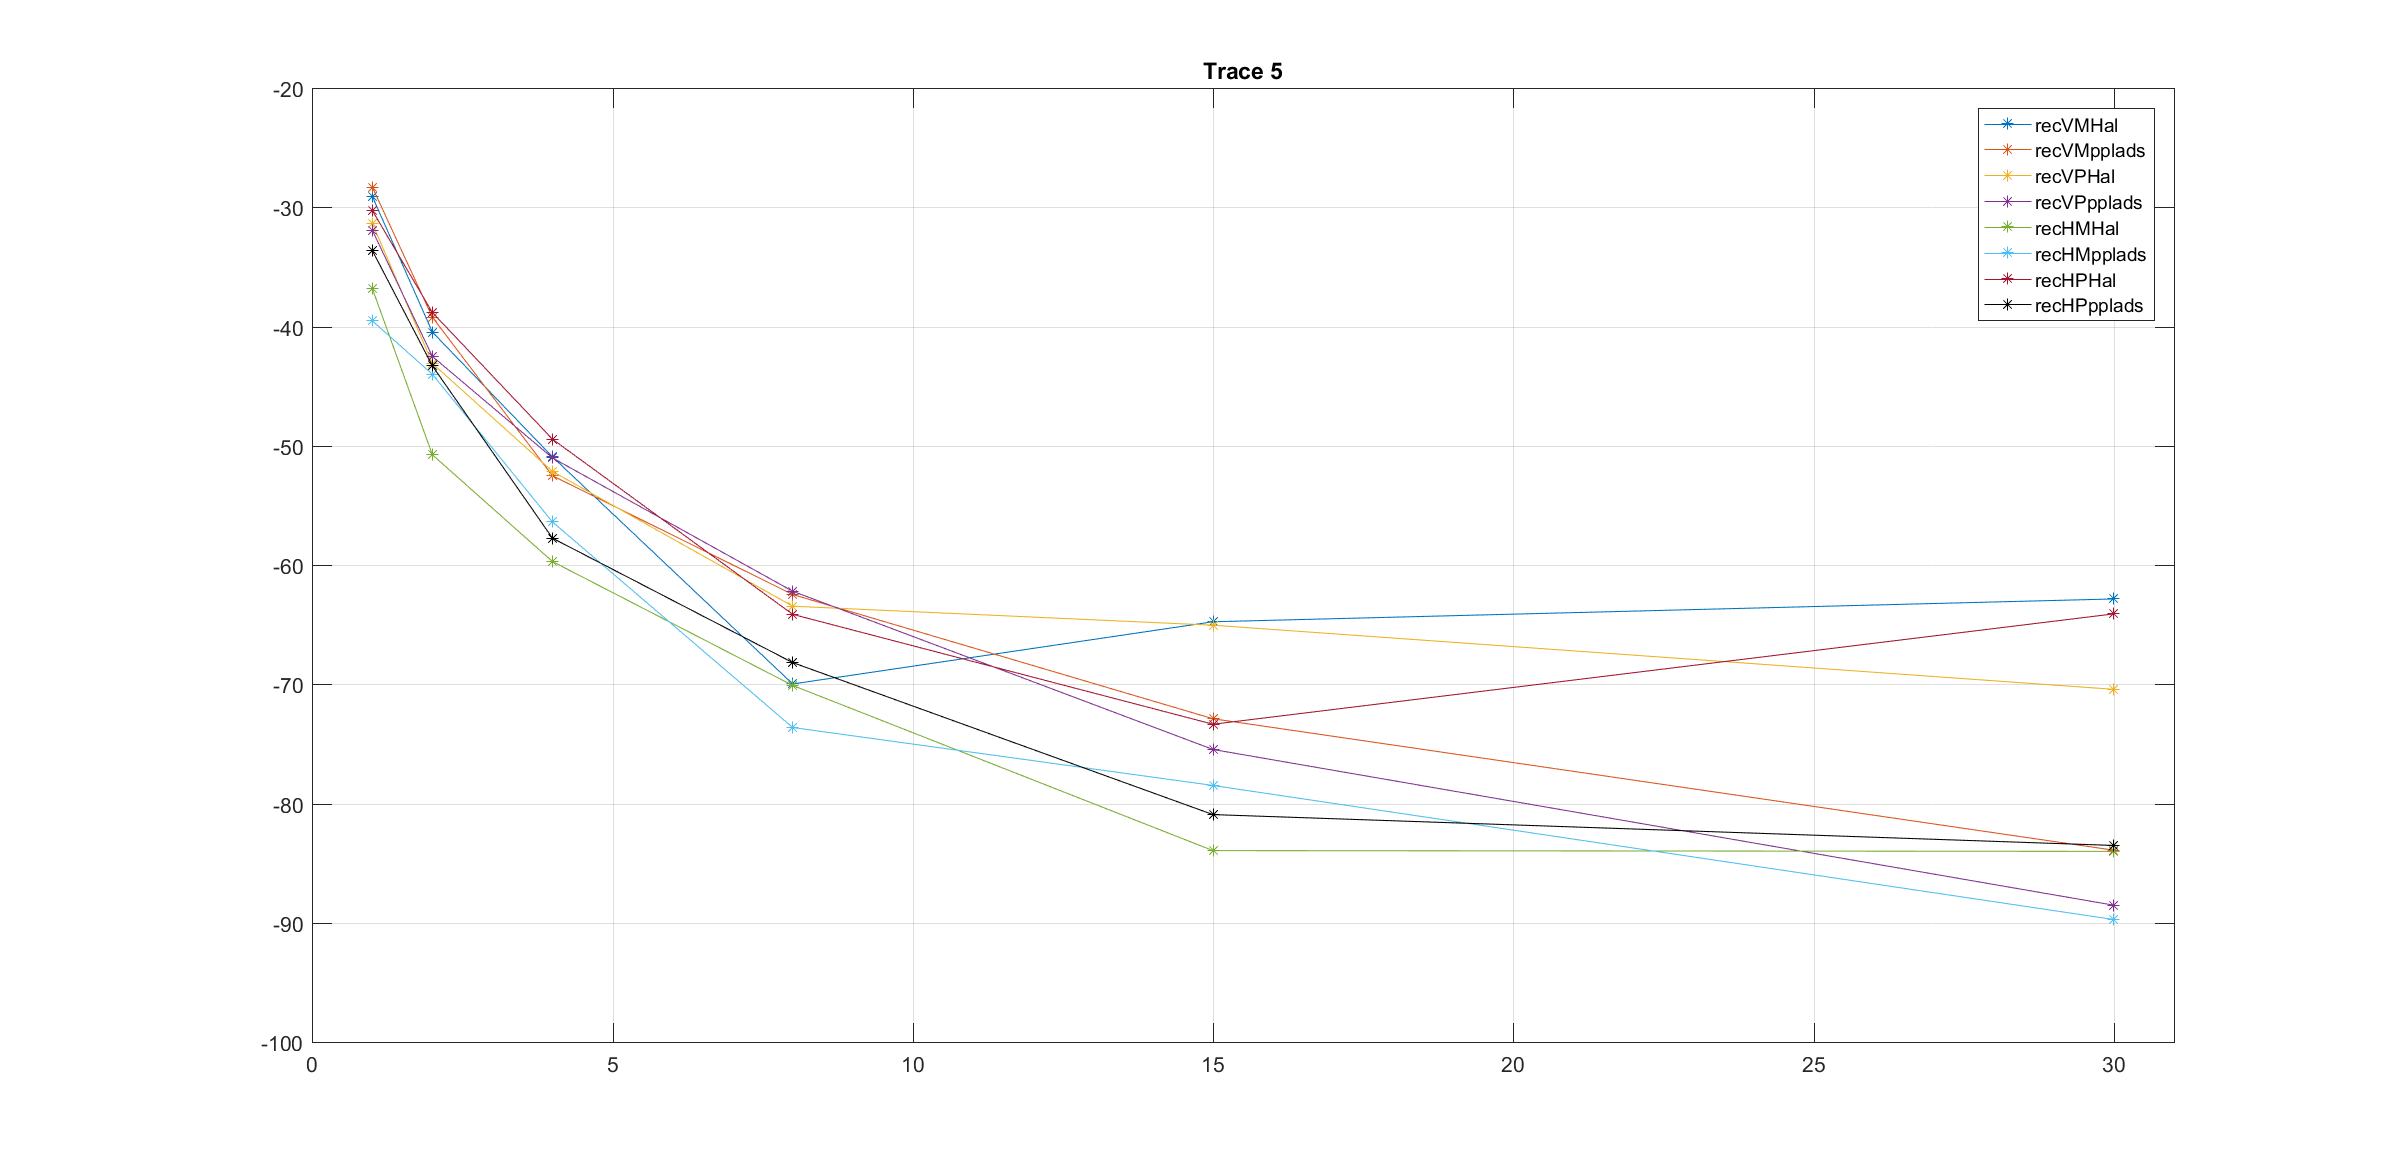 Trace 5
-20
-30
-40
-50
-60
-70
-80
-90
-100
0 5 10 15 20 25 30
recVMHal
recVMpplads
recVPHal
recVPpplads
recHMHal
recHMpplads
recHPHal
recHPpplads